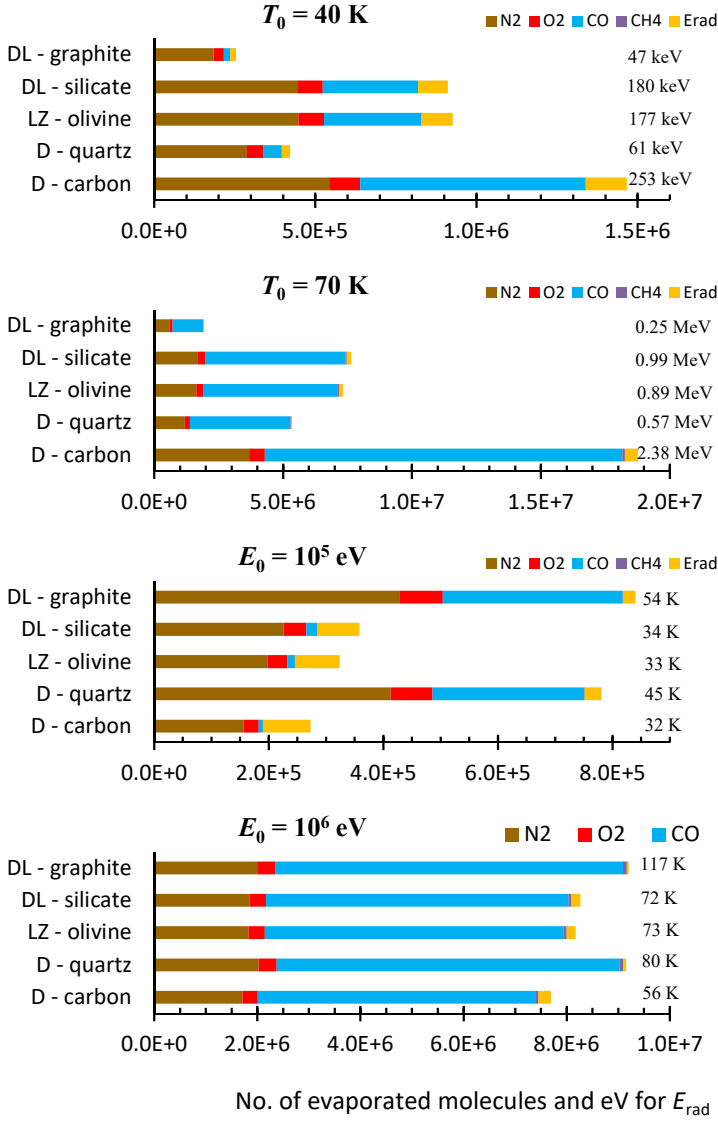 T₀ = 40 K
N2 O2 CO CH4 Erad
DL - graphite 47 keV
DL - silicate 180 keV
LZ - olivine 177 keV
D - quartz 61 keV
D - carbon 253 keV
0.0E+0 5.0E+5 1.0E+6 1.5E+6
T₀ = 70 K
N2 O2 CO CH4 Erad
DL - graphite 0.25 MeV
DL - silicate 0.99 MeV
LZ - olivine 0.89 MeV
D - quartz 0.57 MeV
D - carbon 2.38 MeV
0.0E+0 5.0E+6 1.0E+7 1.5E+7 2.0E+7
E₀ = 10⁵ eV
N2 O2 CO CH4 Erad
DL - graphite 54 K
DL - silicate 34 K
LZ - olivine 33 K
D - quartz 45 K
D - carbon 32 K
0.0E+0 2.0E+5 4.0E+5 6.0E+5 8.0E+5
E₀ = 10⁶ eV
N2 O2 CO
DL - graphite 117 K
DL - silicate 72 K
LZ - olivine 73 K
D - quartz 80 K
D - carbon 56 K
0.0E+0 2.0E+6 4.0E+6 6.0E+6 8.0E+6 1.0E+7
No. of evaporated molecules and eV for E_rad